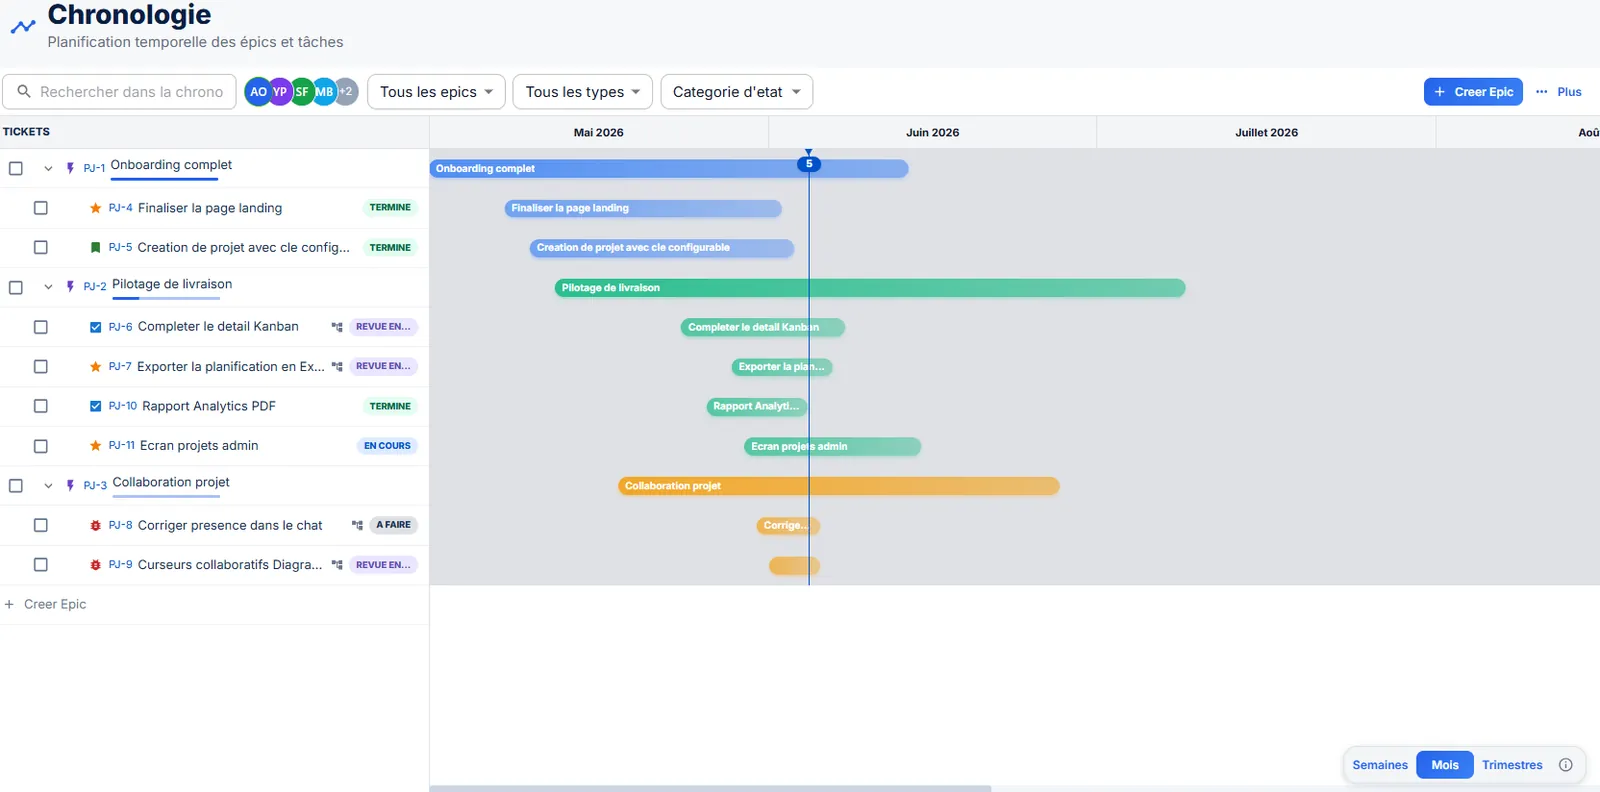 Chronologie
Planification temporelle des épics et tâches
Rechercher dans la chrono
AO YP SF MB +2
Tous les epics
Tous les types
Categorie d'etat
+ Creer Epic
Plus
TICKETS
Mai 2026
Juin 2026
Juillet 2026
Aoû
5
PJ-1 Onboarding complet
Onboarding complet
PJ-4 Finaliser la page landing TERMINE
Finaliser la page landing
PJ-5 Creation de projet avec cle config... TERMINE
Creation de projet avec cle configurable
PJ-2 Pilotage de livraison
Pilotage de livraison
PJ-6 Completer le detail Kanban REVUE EN...
Completer le detail Kanban
PJ-7 Exporter la planification en Ex... REVUE EN...
Exporter la plan...
PJ-10 Rapport Analytics PDF TERMINE
Rapport Analyti...
PJ-11 Ecran projets admin EN COURS
Ecran projets admin
PJ-3 Collaboration projet
Collaboration projet
PJ-8 Corriger presence dans le chat A FAIRE
Corrige...
PJ-9 Curseurs collaboratifs Diagra... REVUE EN...
+ Creer Epic
Semaines
Mois
Trimestres